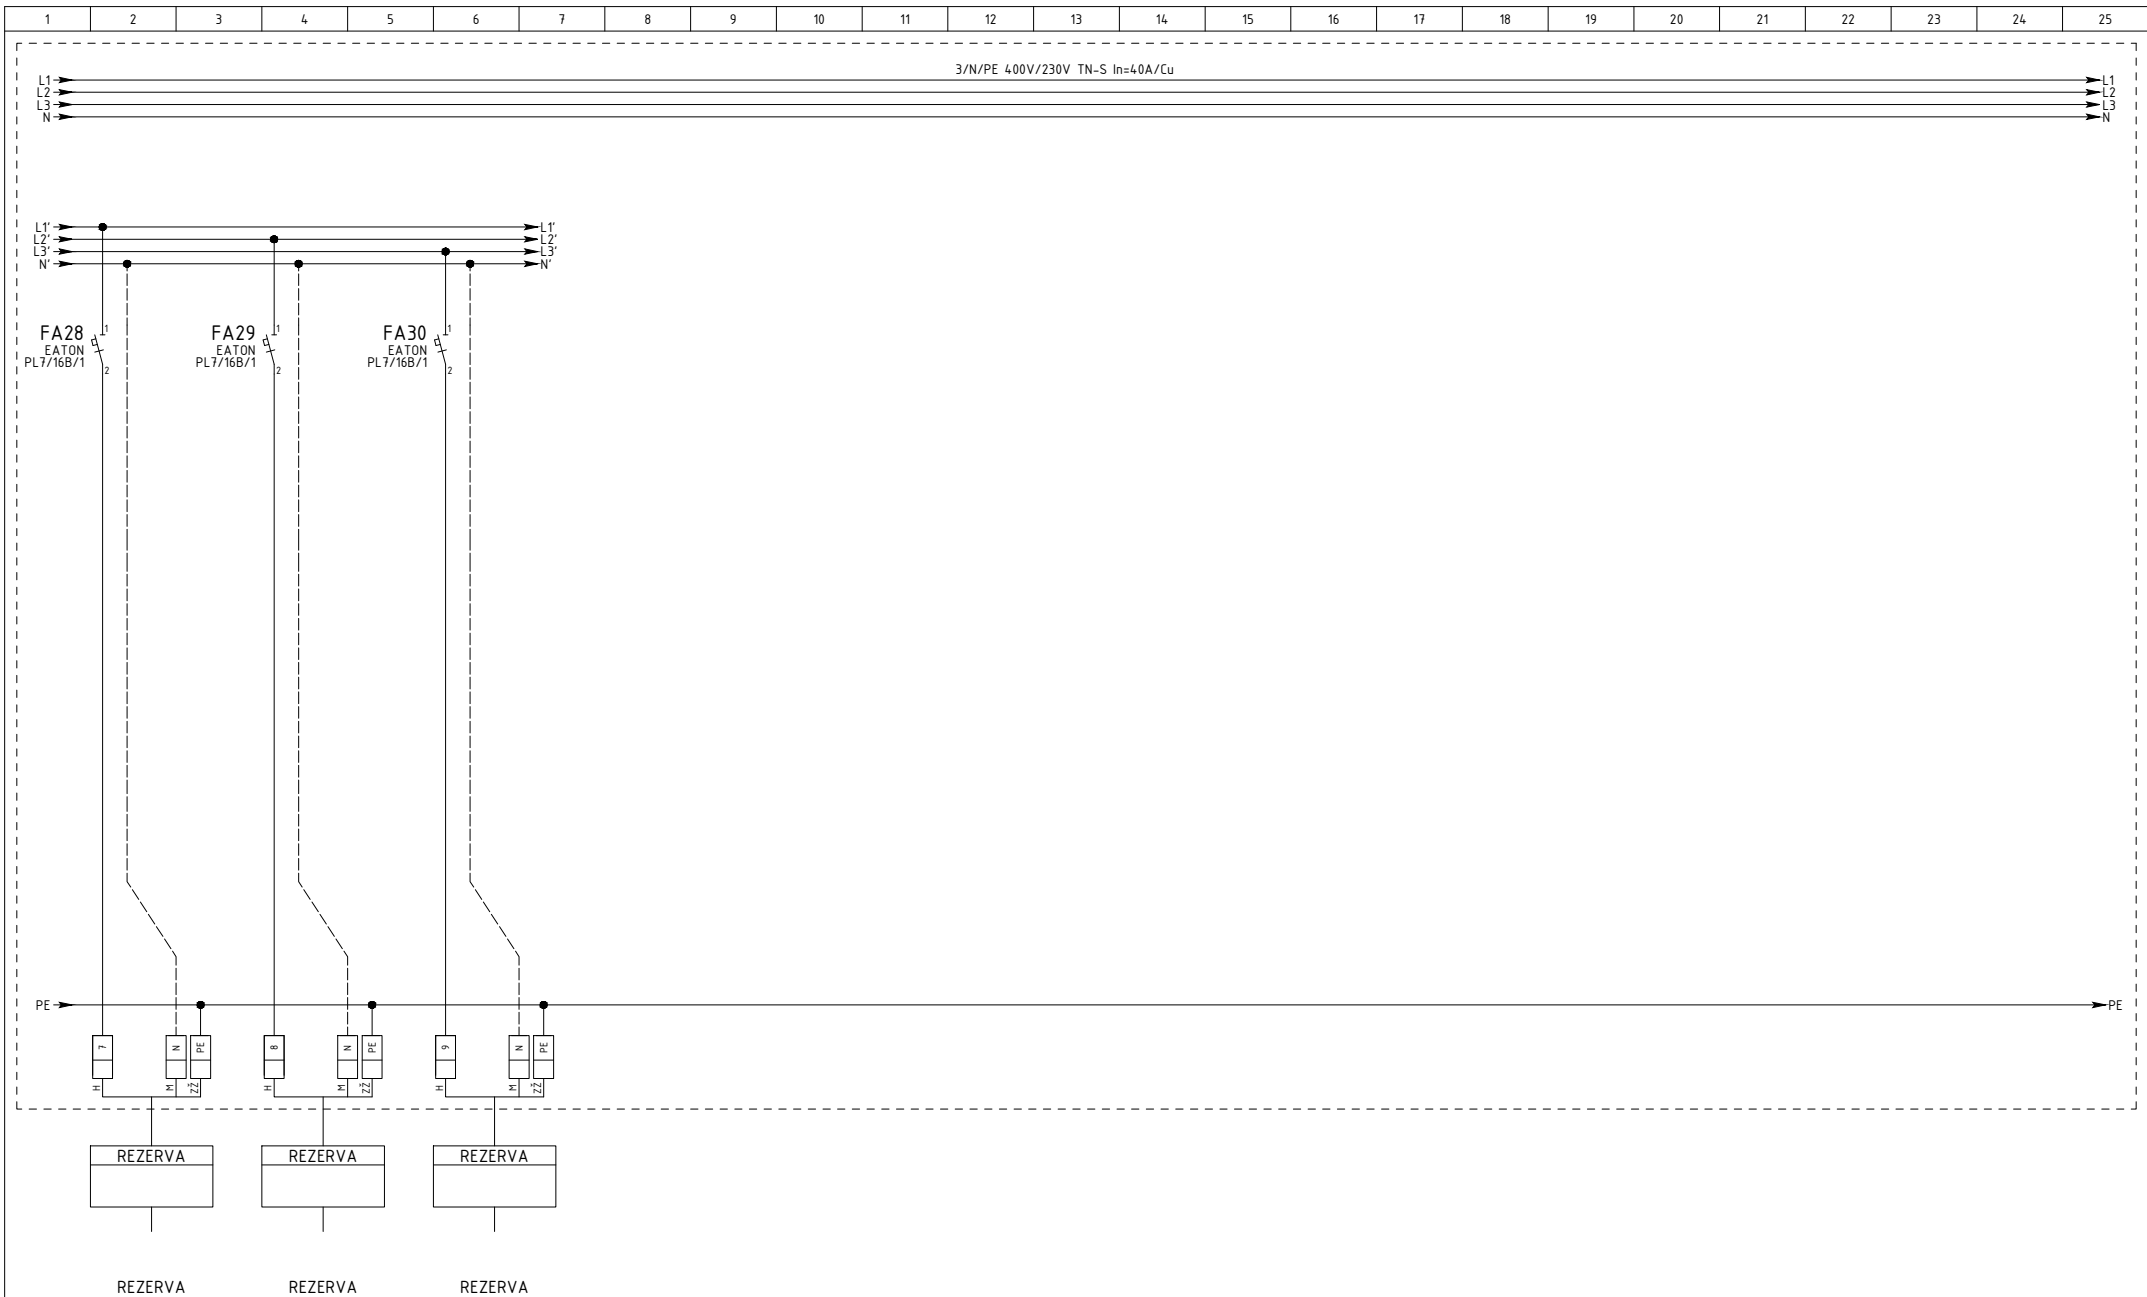 1 2 3 4 5 6 7 8 9 10 11 12 13 14 15 16 17 18 19 20 21 22 23 24 25
3/N/PE 400V/230V TN-S In=40A/Cu
L1 L1
L2 L2
L3 L3
N N
L1' L1'
L2' L2'
L3' L3'
N' N'
FA28 1 FA29 1 FA30 1
EATON EATON EATON
PL7/16B/1 2 PL7/16B/1 2 PL7/16B/1 2
PE PE
7 N PE 8 N PE 9 N PE
H M ZŽ H M ZŽ H M ZŽ
REZERVA REZERVA REZERVA
REZERVA REZERVA REZERVA